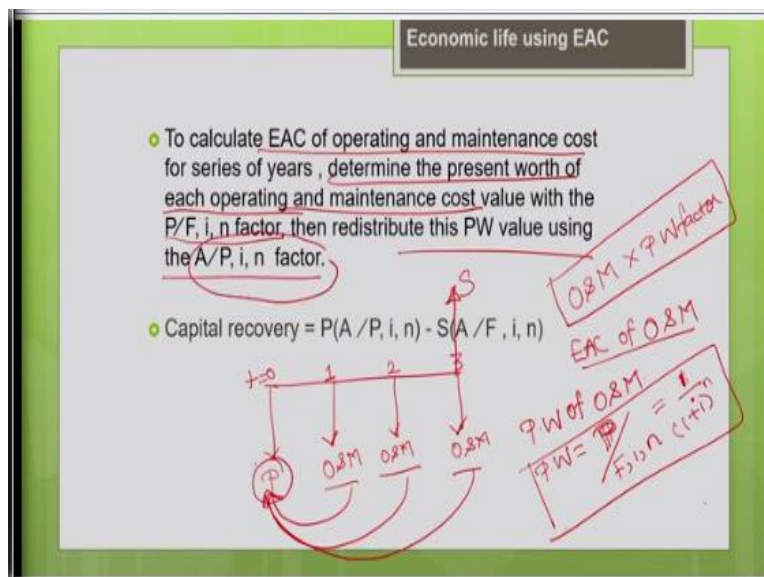 Economic life using EAC
To calculate EAC of operating and maintenance cost
for series of years , determine the present worth of
each operating and maintenance cost value with the
P/F, i, n factor, then redistribute this PW value using
the A/P, i, n factor.
Capital recovery = P(A /P, i, n) - S(A /F , i, n)
O&M × PW factor
EAC of O&M
PW of O&M
PW = P/F,i,n = 1/(1+i)^n
S
t=0 1 2 3
P O&M O&M O&M